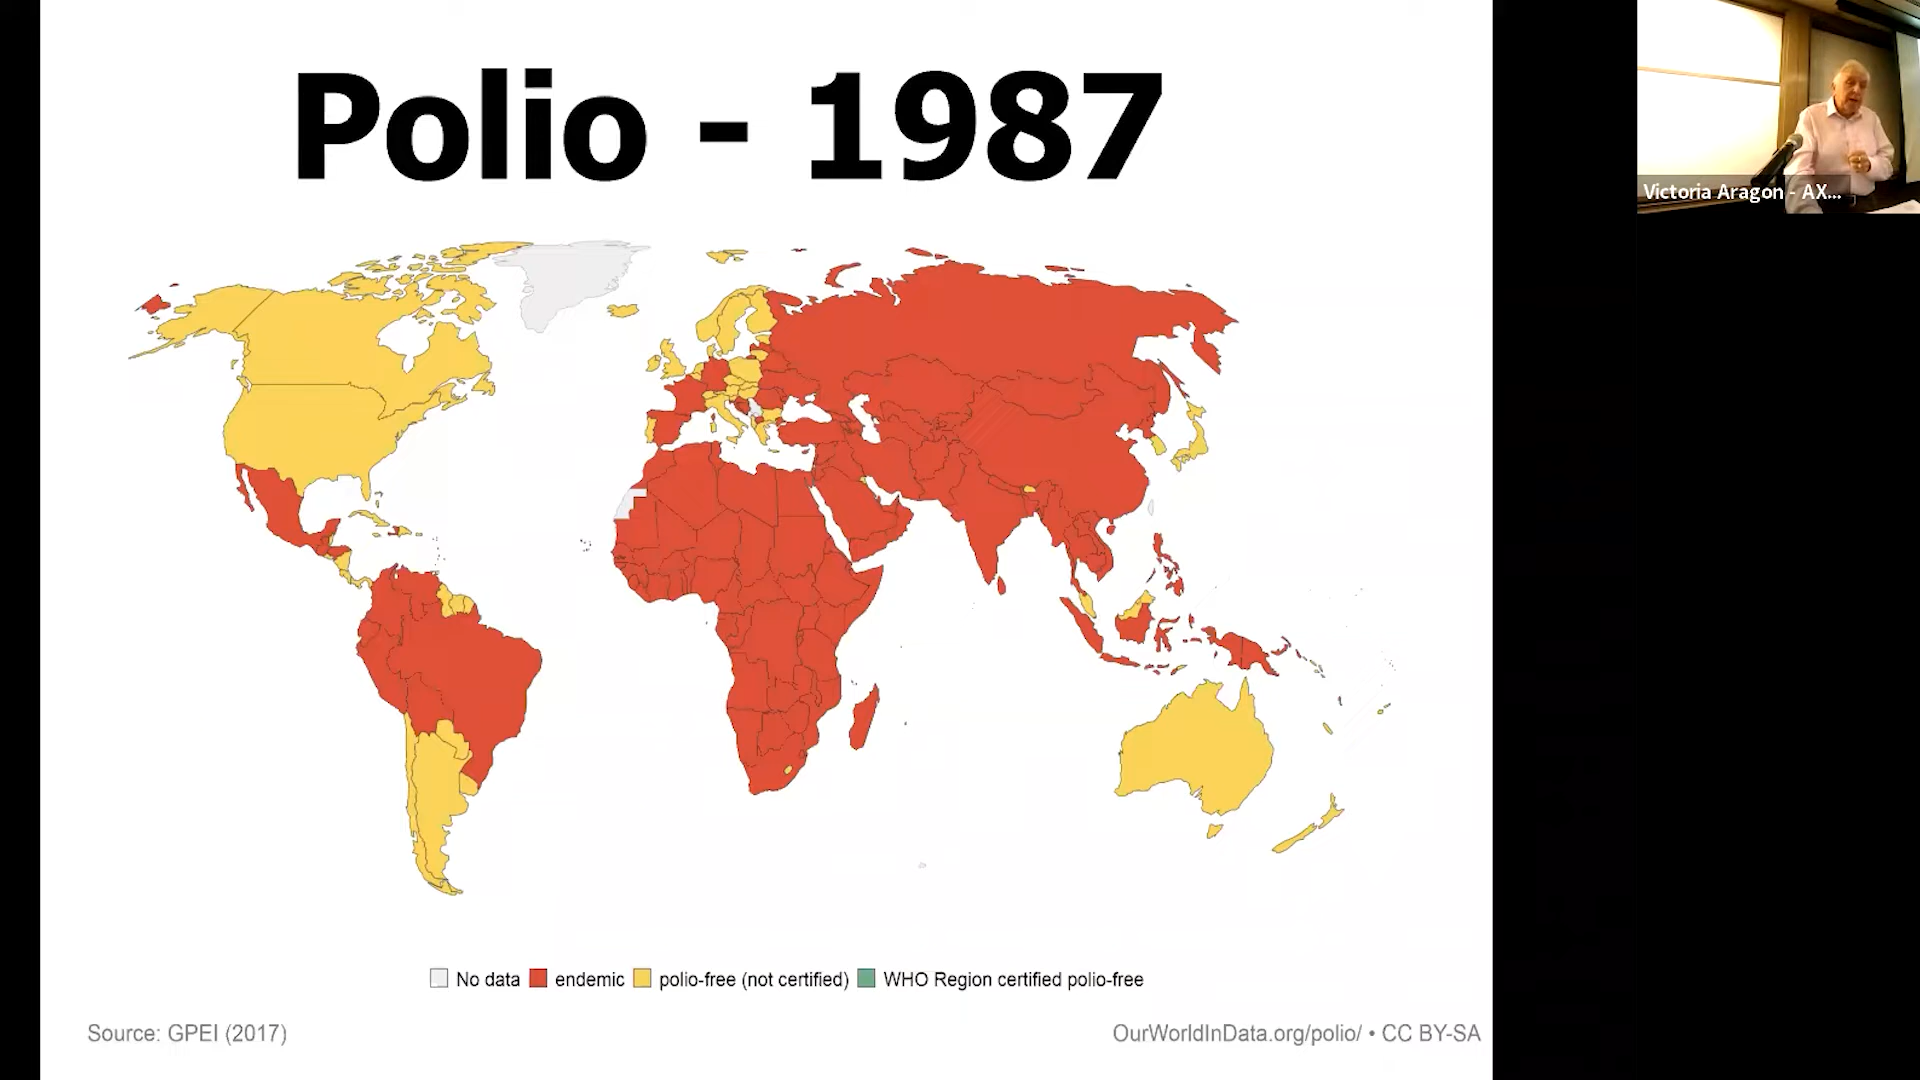 Polio - 1987
Victoria Aragon - AX...
No data endemic polio-free (not certified) WHO Region certified polio-free
Source: GPEI (2017)
OurWorldInData.org/polio/ • CC BY-SA